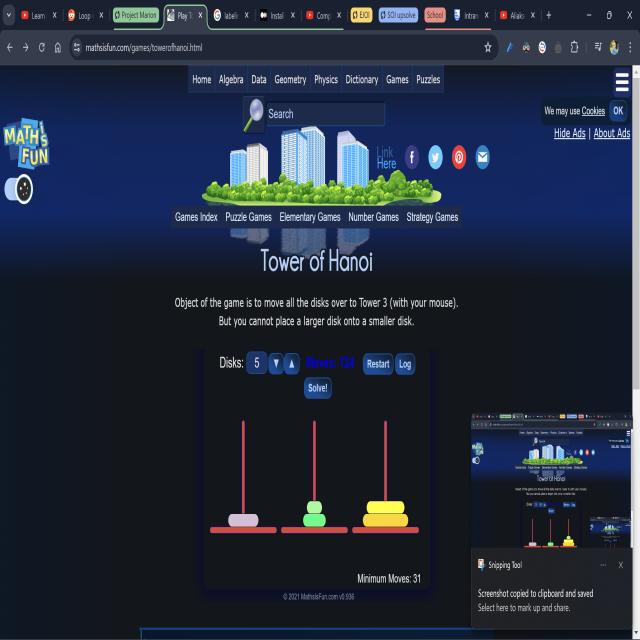 Learn
Loop
Project Marion
Play T
labeli
Instal
Comp
EJOI
SOI upsolve
School
Intran
Aliaks
mathsisfun.com/games/towerofhanoi.html
Home Algebra Data Geometry Physics Dictionary Games Puzzles
Search
We may use Cookies OK
Hide Ads | About Ads
MATHS
FUN
Link
Here
Games Index Puzzle Games Elementary Games Number Games Strategy Games
Tower of Hanoi
Object of the game is to move all the disks over to Tower 3 (with your mouse).
But you cannot place a larger disk onto a smaller disk.
Disks: 5 ▼ ▲ Moves: 124 Restart Log
Solve!
Minimum Moves: 31
© 2021 MathsIsFun.com v0.936
Snipping Tool
Screenshot copied to clipboard and saved
Select here to mark up and share.